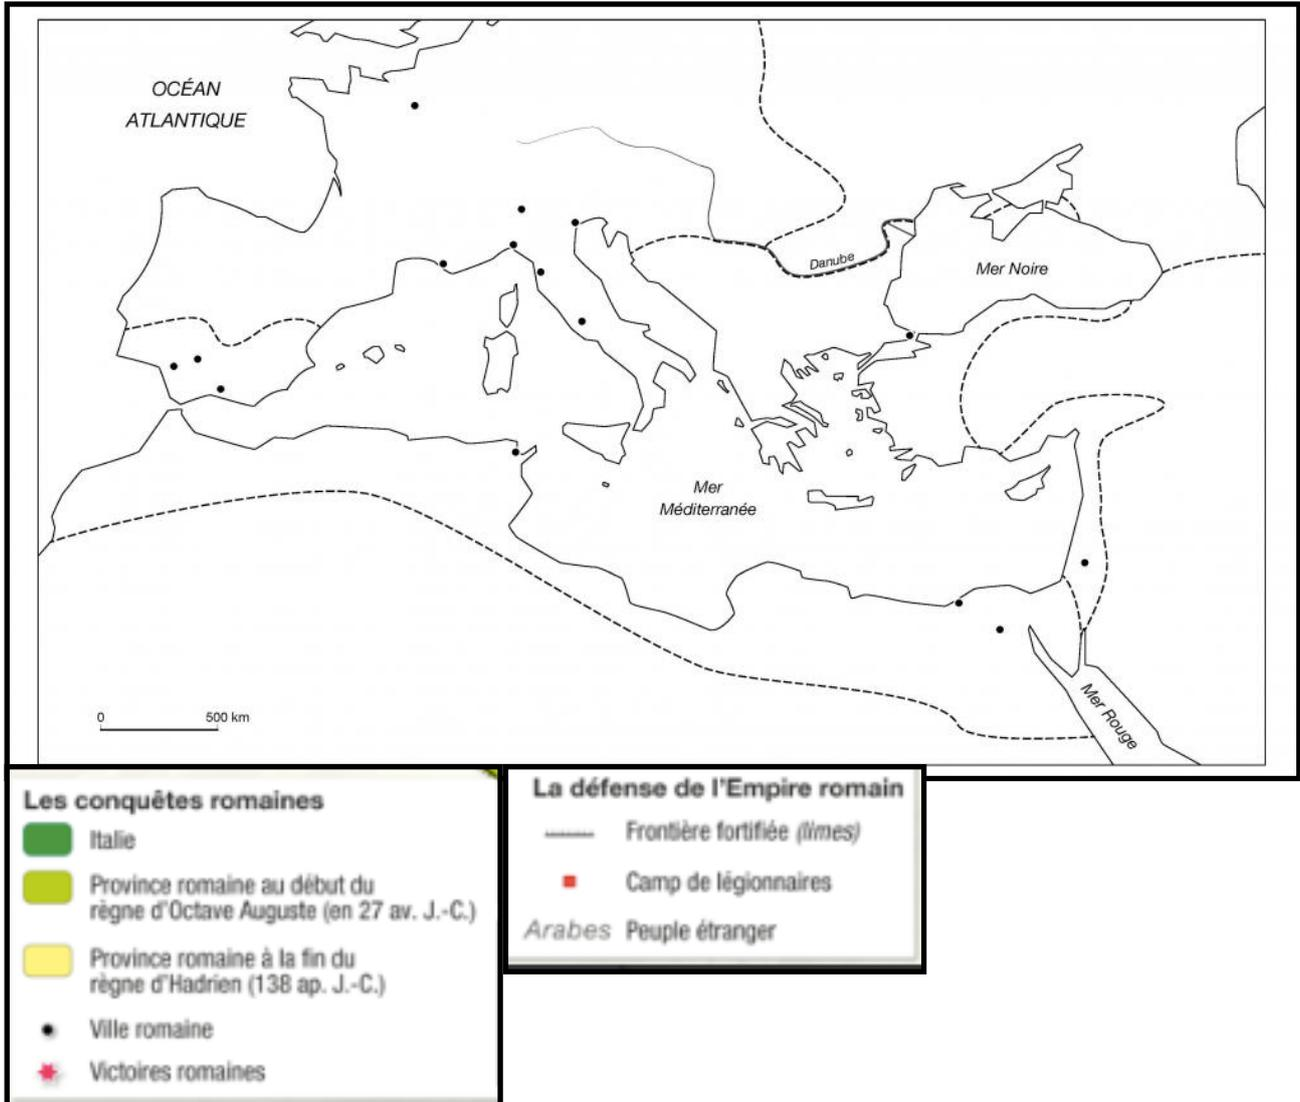 OCÉAN
ATLANTIQUE
Danube
Mer Noire
Mer
Méditerranée
Mer Rouge
0 500 km
Les conquêtes romaines
Italie
Province romaine au début du
règne d'Octave Auguste (en 27 av. J.-C.)
Province romaine à la fin du
règne d'Hadrien (138 ap. J.-C.)
Ville romaine
Victoires romaines
La défense de l'Empire romain
Frontière fortifiée (limes)
Camp de légionnaires
Arabes Peuple étranger